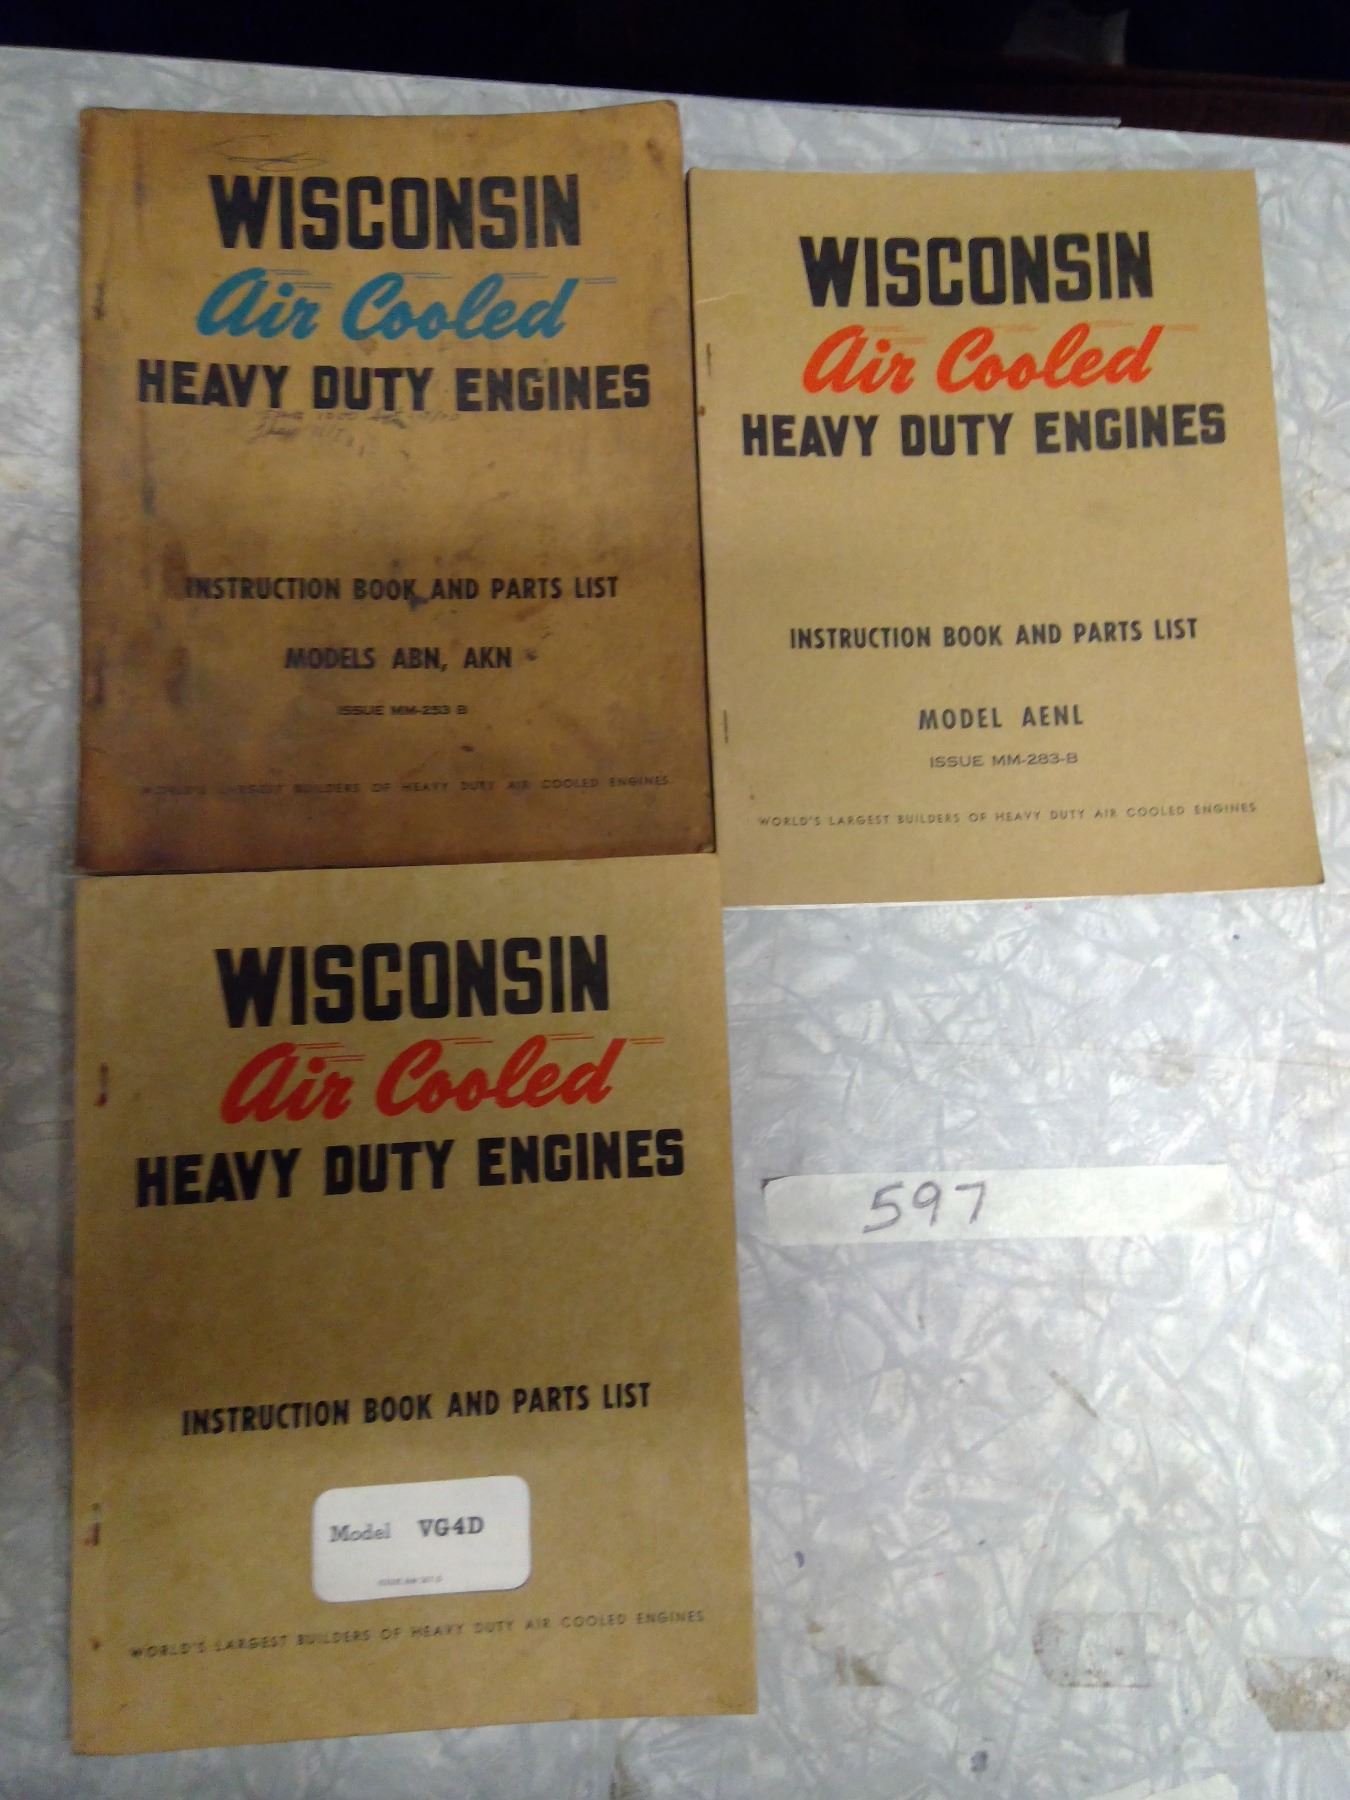 WISCONSIN
Air Cooled
HEAVY DUTY ENGINES
INSTRUCTION BOOK AND PARTS LIST
MODELS ABN, AKN
ISSUE MM-253 B
WORLD'S LARGEST BUILDERS OF HEAVY DUTY AIR COOLED ENGINES
WISCONSIN
Air Cooled
HEAVY DUTY ENGINES
INSTRUCTION BOOK AND PARTS LIST
MODEL AENL
ISSUE MM-283-B
WORLD'S LARGEST BUILDERS OF HEAVY DUTY AIR COOLED ENGINES
WISCONSIN
Air Cooled
HEAVY DUTY ENGINES
INSTRUCTION BOOK AND PARTS LIST
Model VG4D
WORLD'S LARGEST BUILDERS OF HEAVY DUTY AIR COOLED ENGINES
597